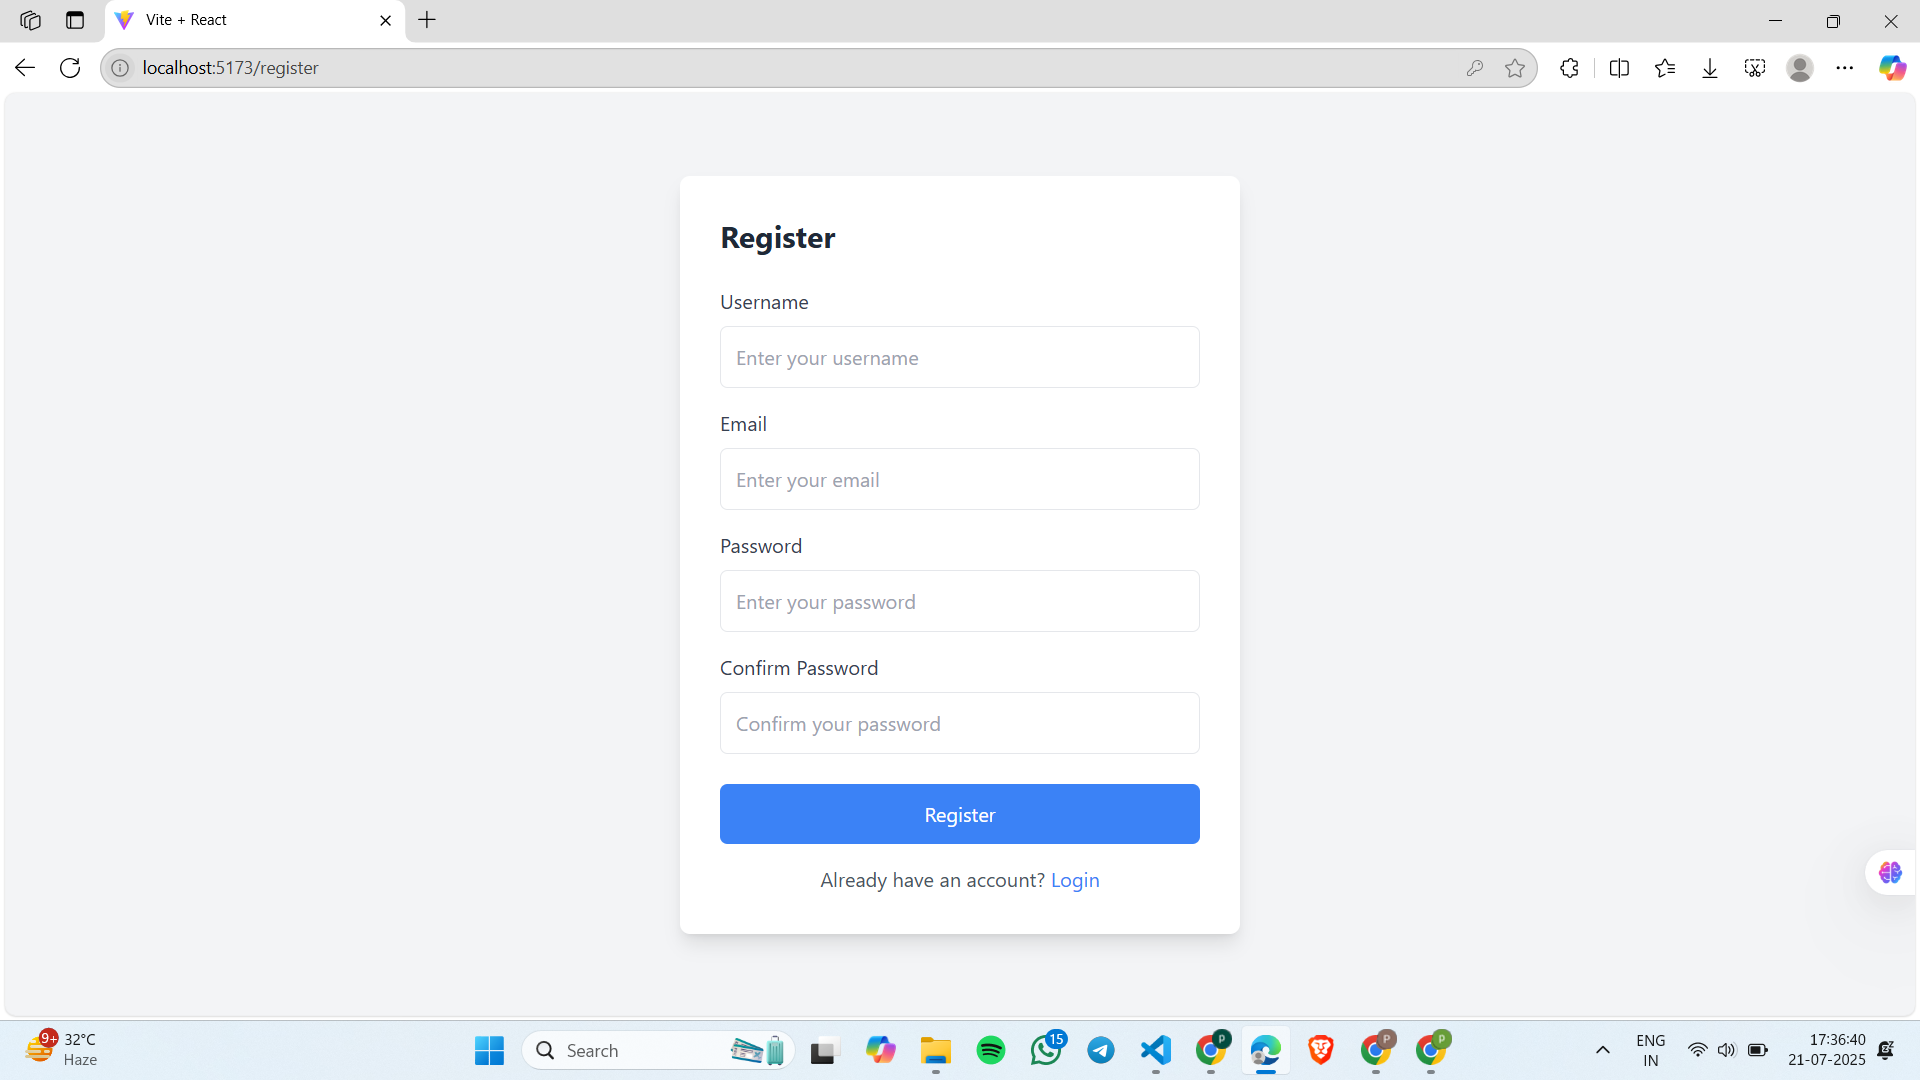 Vite + React
localhost:5173/register
Register
Username
Enter your username
Email
Enter your email
Password
Enter your password
Confirm Password
Confirm your password
Register
Already have an account? Login
9+
32°C
Haze
Search
15
P
P
P
ENG
IN
17:36:40
21-07-2025